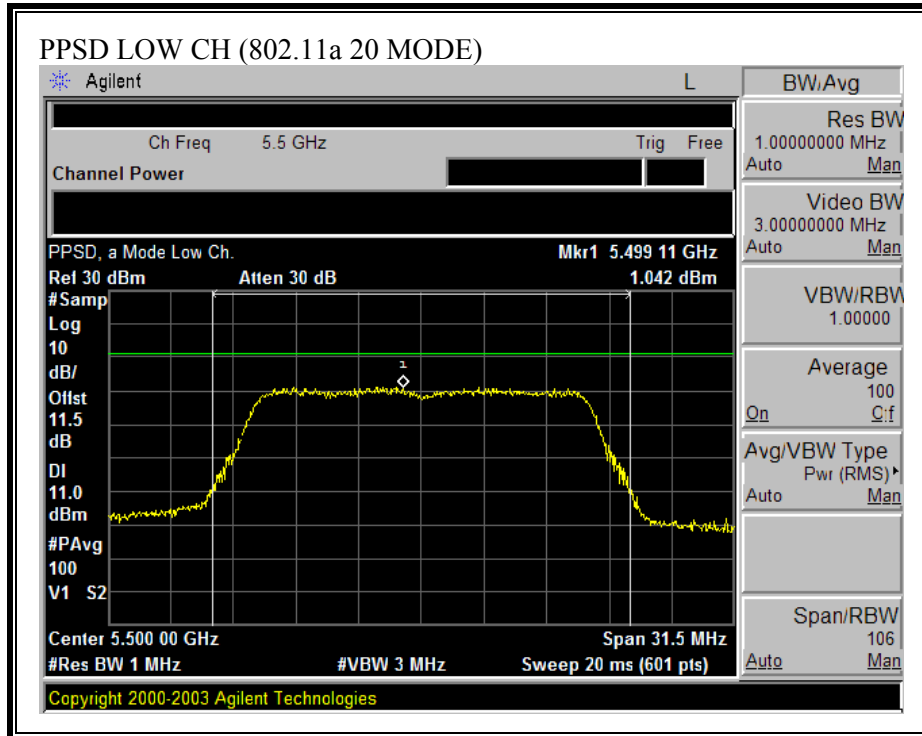 PPSD LOW CH (802.11a 20 MODE)
Agilent L
Ch Freq 5.5 GHz Trig Free
Channel Power
PPSD, a Mode Low Ch. Mkr1 5.499 11 GHz
Ref 30 dBm Atten 30 dB 1.042 dBm
#Samp
Log
10
dB/
Offst
11.5
dB
DI
11.0
dBm
#PAvg
100
V1 S2
1
Center 5.500 00 GHz Span 31.5 MHz
#Res BW 1 MHz #VBW 3 MHz Sweep 20 ms (601 pts)
Copyright 2000-2003 Agilent Technologies
BW/Avg
Res BW
1.00000000 MHz
Auto Man
Video BW
3.00000000 MHz
Auto Man
VBW/RBW
1.00000
Average
100
On Off
Avg/VBW Type
Pwr (RMS)
Auto Man
Span/RBW
106
Auto Man